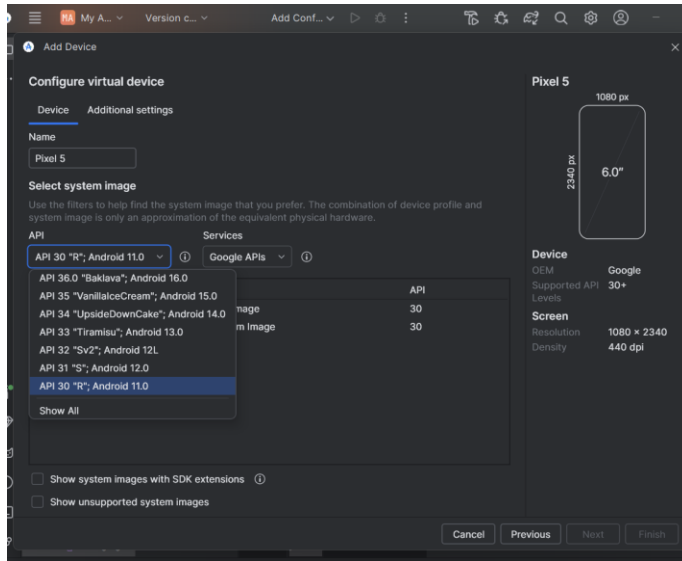 MA My A... Version c... Add Conf...
Add Device
Configure virtual device
Device Additional settings
Name
Pixel 5
Select system image
Use the filters to help find the system image that you prefer. The combination of device profile and
system image is only an approximation of the equivalent physical hardware.
API Services
API 30 "R"; Android 11.0 Google APIs
API 36.0 "Baklava"; Android 16.0
API 35 "VanillaIceCream"; Android 15.0
API 34 "UpsideDownCake"; Android 14.0
API 33 "Tiramisu"; Android 13.0
API 32 "Sv2"; Android 12L
API 31 "S"; Android 12.0
API 30 "R"; Android 11.0
Show All
API
mage 30
m Image 30
Show system images with SDK extensions
Show unsupported system images
Pixel 5
1080 px
2340 px
6.0"
Device
OEM Google
Supported API Levels 30+
Screen
Resolution 1080 × 2340
Density 440 dpi
Cancel Previous Next Finish